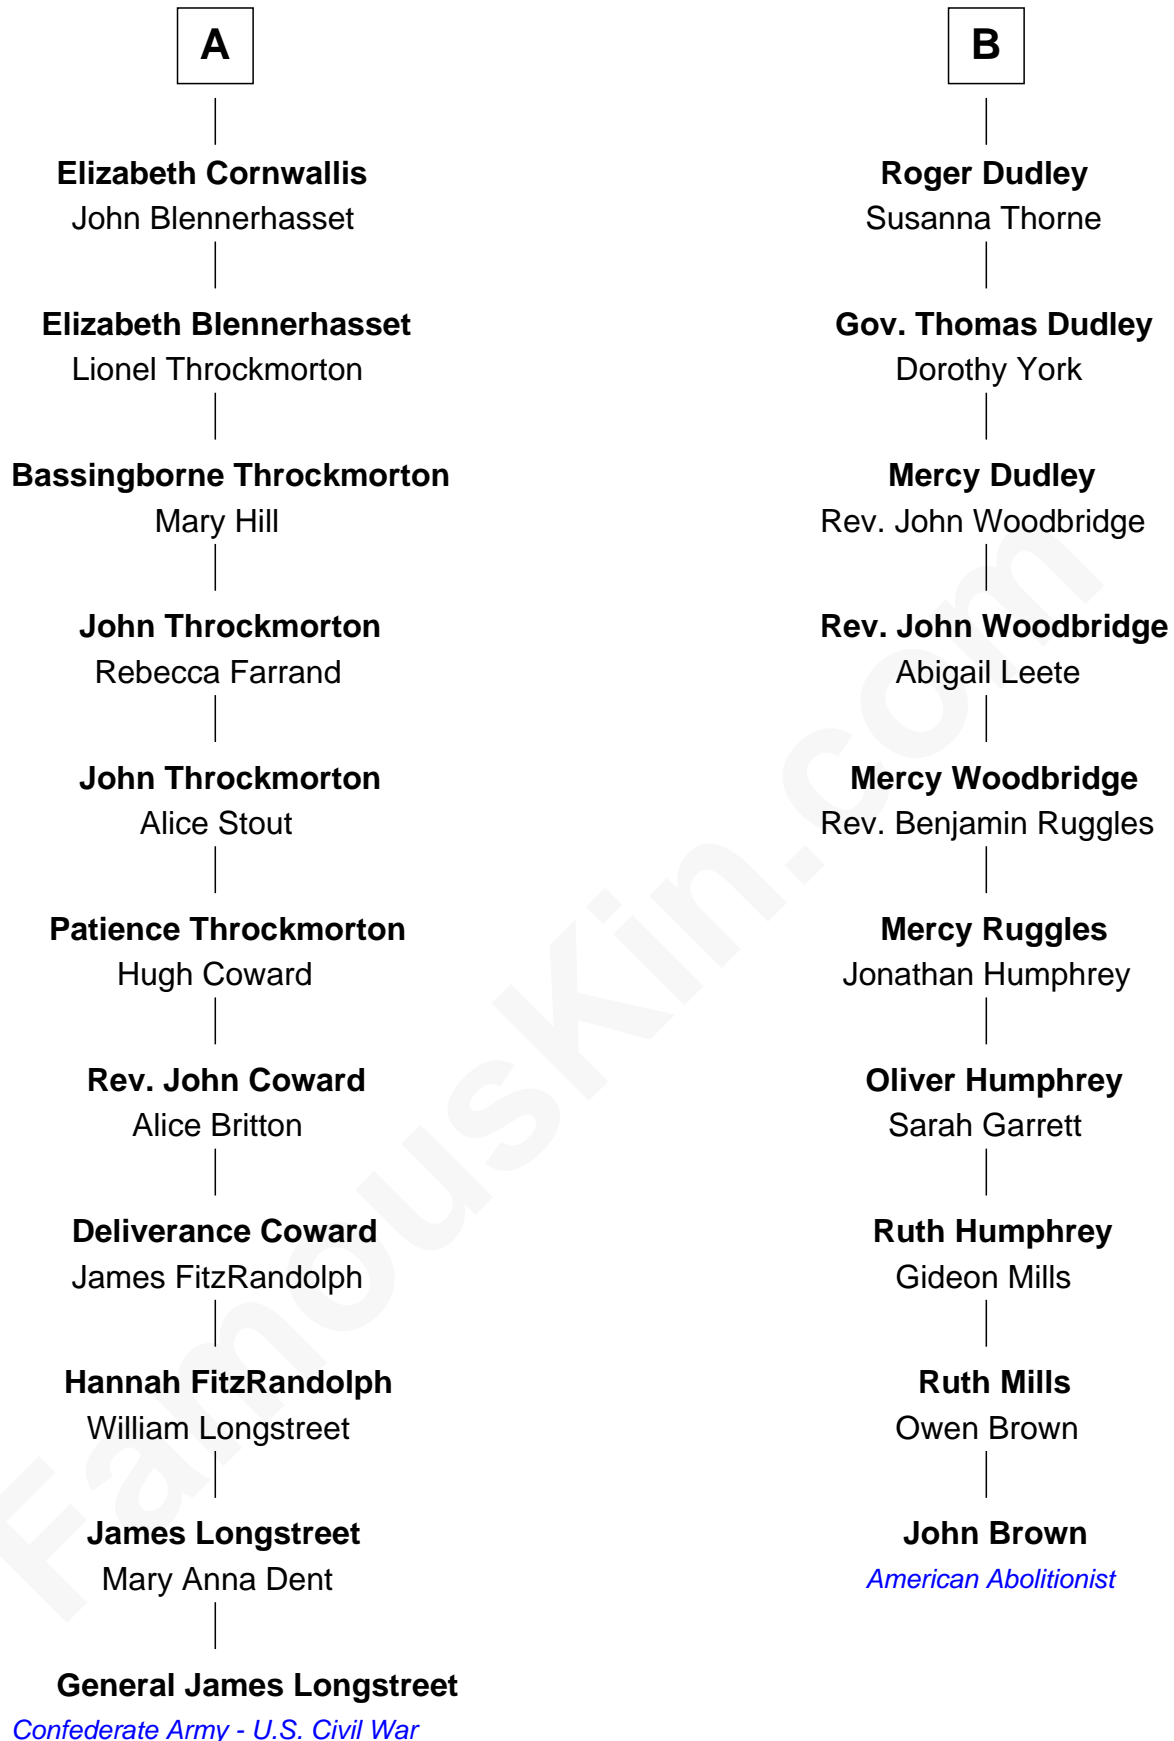 A
Elizabeth Cornwallis
John Blennerhasset
Elizabeth Blennerhasset
Lionel Throckmorton
Bassingborne Throckmorton
Mary Hill
John Throckmorton
Rebecca Farrand
John Throckmorton
Alice Stout
Patience Throckmorton
Hugh Coward
Rev. John Coward
Alice Britton
Deliverance Coward
James FitzRandolph
Hannah FitzRandolph
William Longstreet
James Longstreet
Mary Anna Dent
General James Longstreet
Confederate Army - U.S. Civil War
B
Roger Dudley
Susanna Thorne
Gov. Thomas Dudley
Dorothy York
Mercy Dudley
Rev. John Woodbridge
Rev. John Woodbridge
Abigail Leete
Mercy Woodbridge
Rev. Benjamin Ruggles
Mercy Ruggles
Jonathan Humphrey
Oliver Humphrey
Sarah Garrett
Ruth Humphrey
Gideon Mills
Ruth Mills
Owen Brown
John Brown
American Abolitionist
FamousKin.com